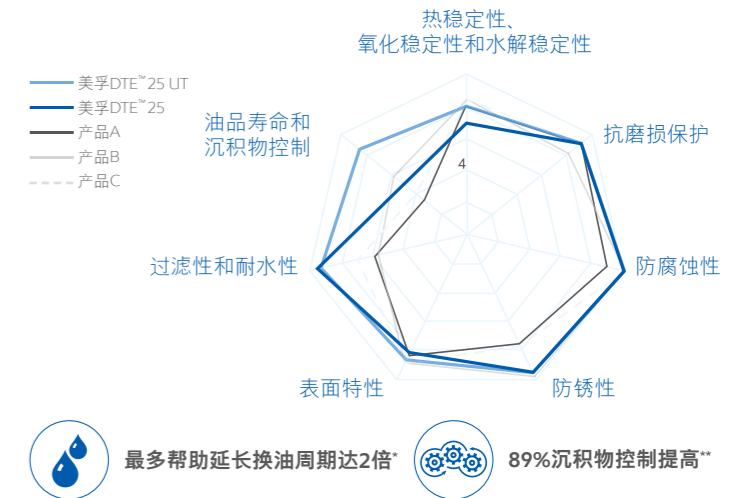 热稳定性、
氧化稳定性和水解稳定性
美孚DTE™25 UT
美孚DTE™25
产品A
产品B
产品C
油品寿命和
沉积物控制
抗磨损保护
4
过滤性和耐水性
防腐蚀性
表面特性
防锈性
最多帮助延长换油周期达2倍*
89%沉积物控制提高**